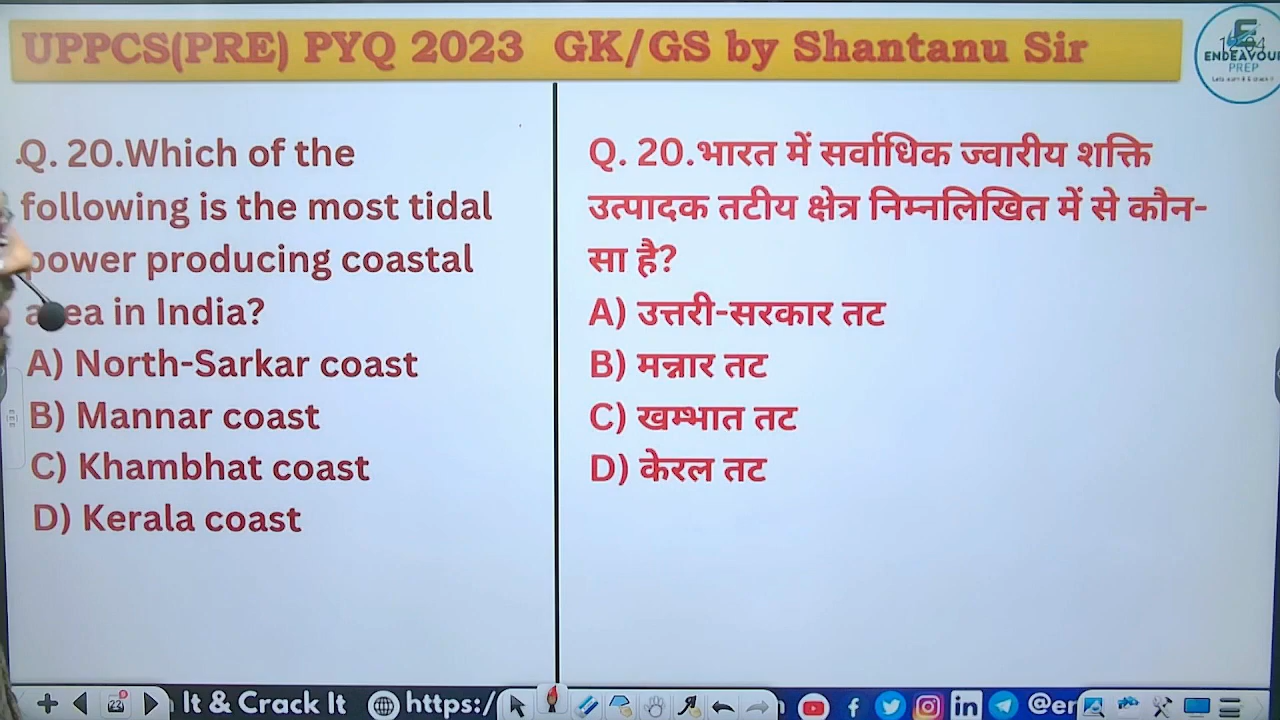 UPPCS(PRE) PYQ 2023 GK/GS by Shantanu Sir
ENDEAVOUR
PREP
Q. 20.Which of the
following is the most tidal
power producing coastal
area in India?
A) North-Sarkar coast
B) Mannar coast
C) Khambhat coast
D) Kerala coast
Q. 20.भारत में सर्वाधिक ज्वारीय शक्ति
उत्पादक तटीय क्षेत्र निम्नलिखित में से कौन-
सा है?
A) उत्तरी-सरकार तट
B) मन्नार तट
C) खम्भात तट
D) केरल तट
22
It & Crack It https:/
@er